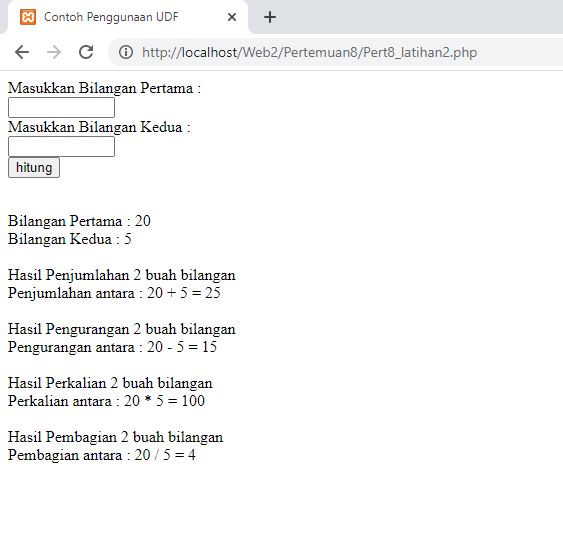 Contoh Penggunaan UDF
http://localhost/Web2/Pertemuan8/Pert8_latihan2.php
Masukkan Bilangan Pertama :
Masukkan Bilangan Kedua :
hitung
Bilangan Pertama : 20
Bilangan Kedua : 5
Hasil Penjumlahan 2 buah bilangan
Penjumlahan antara : 20 + 5 = 25
Hasil Pengurangan 2 buah bilangan
Pengurangan antara : 20 - 5 = 15
Hasil Perkalian 2 buah bilangan
Perkalian antara : 20 * 5 = 100
Hasil Pembagian 2 buah bilangan
Pembagian antara : 20 / 5 = 4